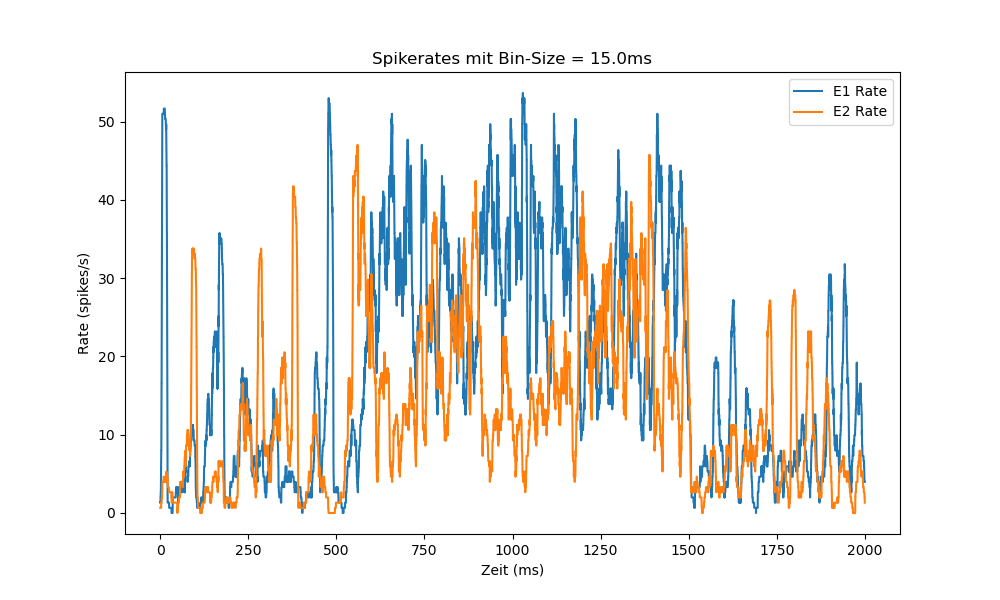 Spikerates mit Bin-Size = 15.0ms
E1 Rate
E2 Rate
Rate (spikes/s)
50
40
30
20
10
0
0 250 500 750 1000 1250 1500 1750 2000
Zeit (ms)